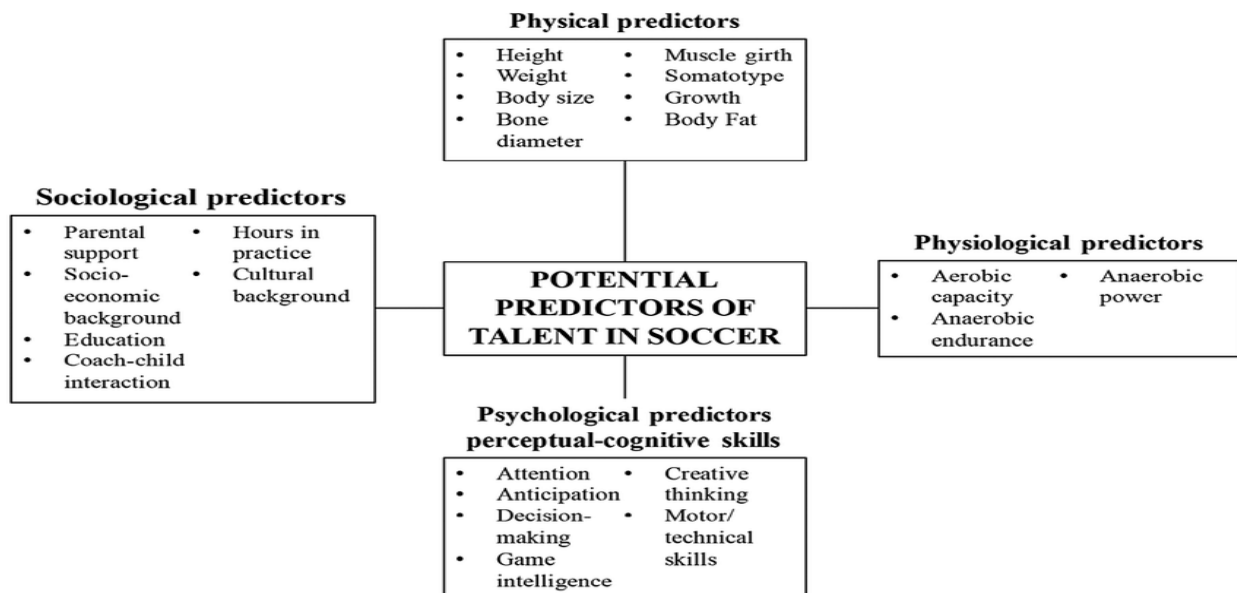 Physical predictors
• Height
• Weight
• Body size
• Bone
diameter
• Muscle girth
• Somatotype
• Growth
• Body Fat
Sociological predictors
• Parental
support
• Socio-
economic
background
• Education
• Coach-child
interaction
• Hours in
practice
• Cultural
background
POTENTIAL
PREDICTORS OF
TALENT IN SOCCER
Physiological predictors
• Aerobic
capacity
• Anaerobic
endurance
• Anaerobic
power
Psychological predictors
perceptual-cognitive skills
• Attention
• Anticipation
• Decision-
making
• Game
intelligence
• Creative
thinking
• Motor/
technical
skills